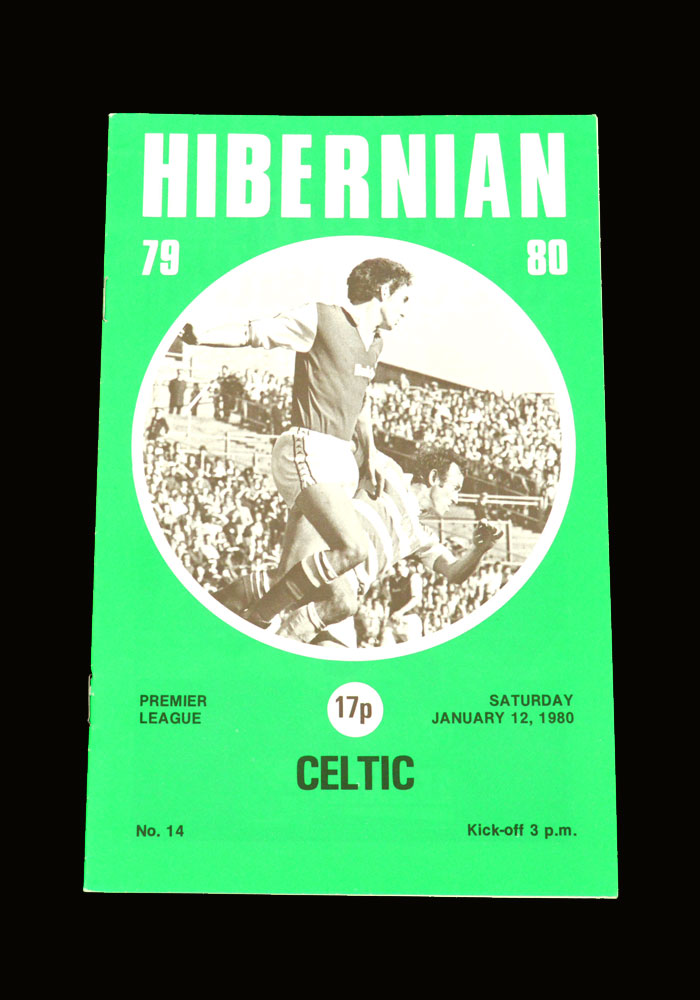 HIBERNIAN
79 80
PREMIER
LEAGUE
17p
SATURDAY
JANUARY 12, 1980
CELTIC
No. 14
Kick-off 3 p.m.